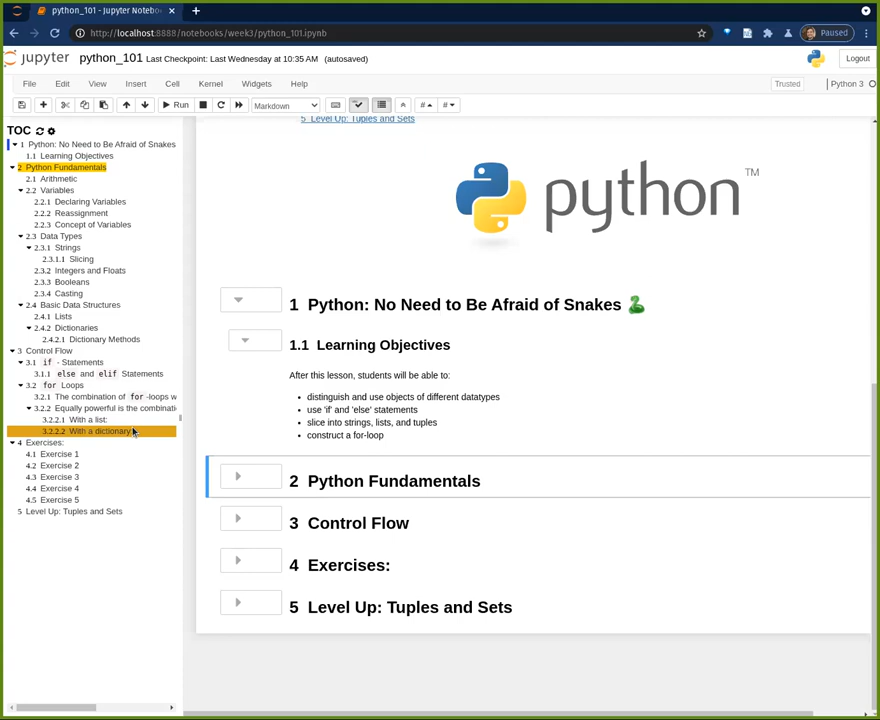 python_101 - Jupyter Notebo
http://localhost:8888/notebooks/week3/python_101.ipynb
Paused
jupyter python_101 Last Checkpoint: Last Wednesday at 10:35 AM (autosaved)
Logout
File Edit View Insert Cell Kernel Widgets Help
Trusted
Python 3
Run
Markdown
TOC
1 Python: No Need to Be Afraid of Snakes
1.1 Learning Objectives
2 Python Fundamentals
2.1 Arithmetic
2.2 Variables
2.2.1 Declaring Variables
2.2.2 Reassignment
2.2.3 Concept of Variables
2.3 Data Types
2.3.1 Strings
2.3.1.1 Slicing
2.3.2 Integers and Floats
2.3.3 Booleans
2.3.4 Casting
2.4 Basic Data Structures
2.4.1 Lists
2.4.2 Dictionaries
2.4.2.1 Dictionary Methods
3 Control Flow
3.1 if - Statements
3.1.1 else and elif Statements
3.2 for Loops
3.2.1 The combination of for -loops w
3.2.2 Equally powerful is the combinati
3.2.2.1 With a list:
3.2.2.2 With a dictionary:
4 Exercises:
4.1 Exercise 1
4.2 Exercise 2
4.3 Exercise 3
4.4 Exercise 4
4.5 Exercise 5
5 Level Up: Tuples and Sets
5 Level Up: Tuples and Sets
python TM
1 Python: No Need to Be Afraid of Snakes 🐍
1.1 Learning Objectives
After this lesson, students will be able to:
• distinguish and use objects of different datatypes
• use 'if' and 'else' statements
• slice into strings, lists, and tuples
• construct a for-loop
2 Python Fundamentals
3 Control Flow
4 Exercises:
5 Level Up: Tuples and Sets